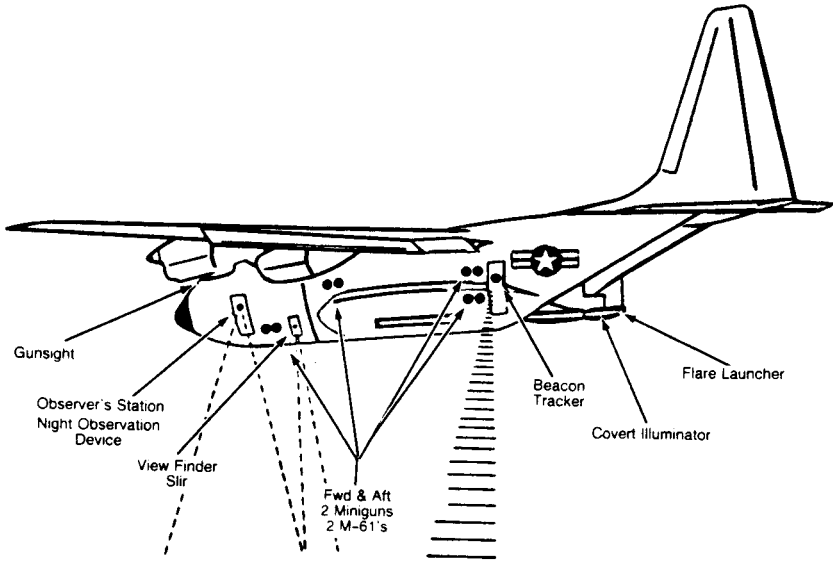 Gunsight
Observer's Station
Night Observation
Device
View Finder
Slir
Fwd & Aft
2 Miniguns
2 M-61's
Beacon
Tracker
Covert Illuminator
Flare Launcher